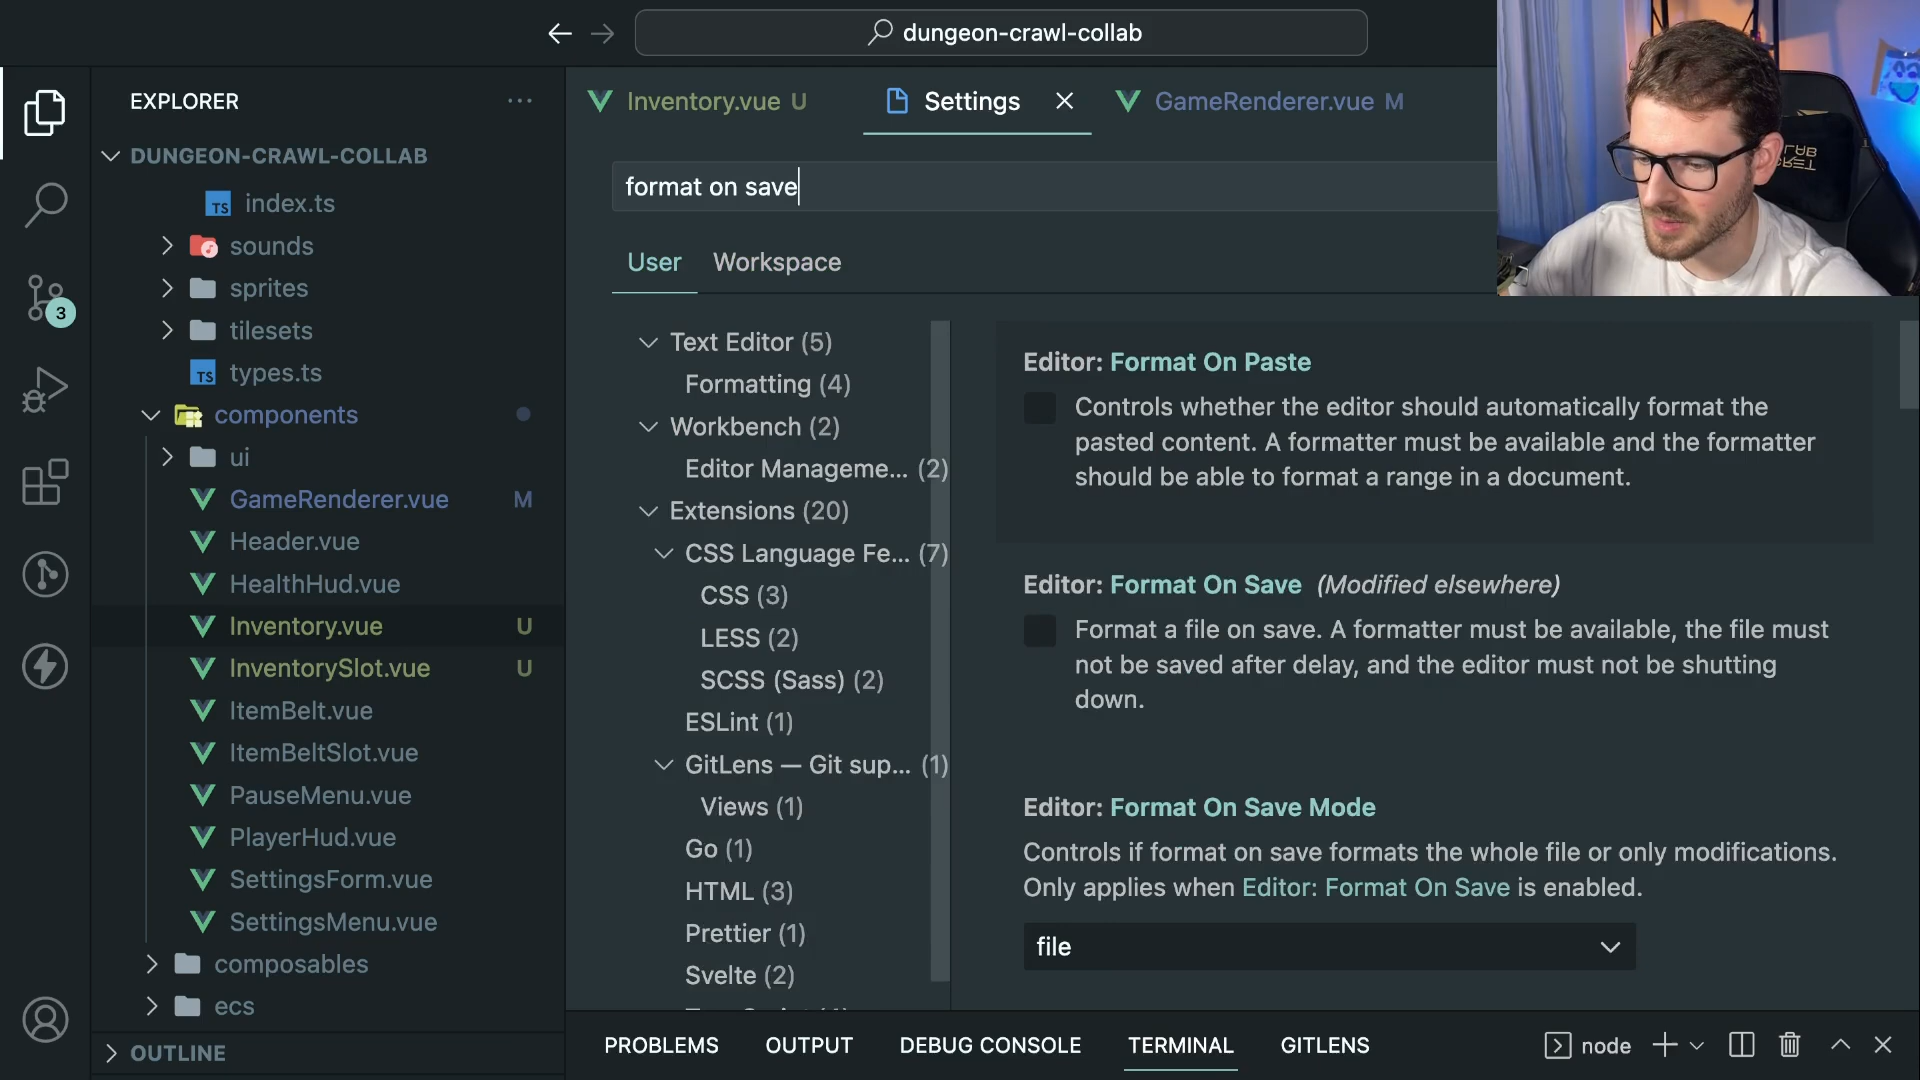 dungeon-crawl-collab
EXPLORER
DUNGEON-CRAWL-COLLAB
index.ts
sounds
sprites
tilesets
types.ts
components
ui
GameRenderer.vue M
Header.vue
HealthHud.vue
Inventory.vue U
InventorySlot.vue U
ItemBelt.vue
ItemBeltSlot.vue
PauseMenu.vue
PlayerHud.vue
SettingsForm.vue
SettingsMenu.vue
composables
ecs
OUTLINE
3
TS
TS
Inventory.vue U
Settings
GameRenderer.vue M
format on save
User
Workspace
Text Editor (5)
Formatting (4)
Workbench (2)
Editor Manageme... (2)
Extensions (20)
CSS Language Fe... (7)
CSS (3)
LESS (2)
SCSS (Sass) (2)
ESLint (1)
GitLens — Git sup... (1)
Views (1)
Go (1)
HTML (3)
Prettier (1)
Svelte (2)
Editor: Format On Paste
Controls whether the editor should automatically format the
pasted content. A formatter must be available and the formatter
should be able to format a range in a document.
Editor: Format On Save (Modified elsewhere)
Format a file on save. A formatter must be available, the file must
not be saved after delay, and the editor must not be shutting
down.
Editor: Format On Save Mode
Controls if format on save formats the whole file or only modifications.
Only applies when Editor: Format On Save is enabled.
file
PROBLEMS
OUTPUT
DEBUG CONSOLE
TERMINAL
GITLENS
node